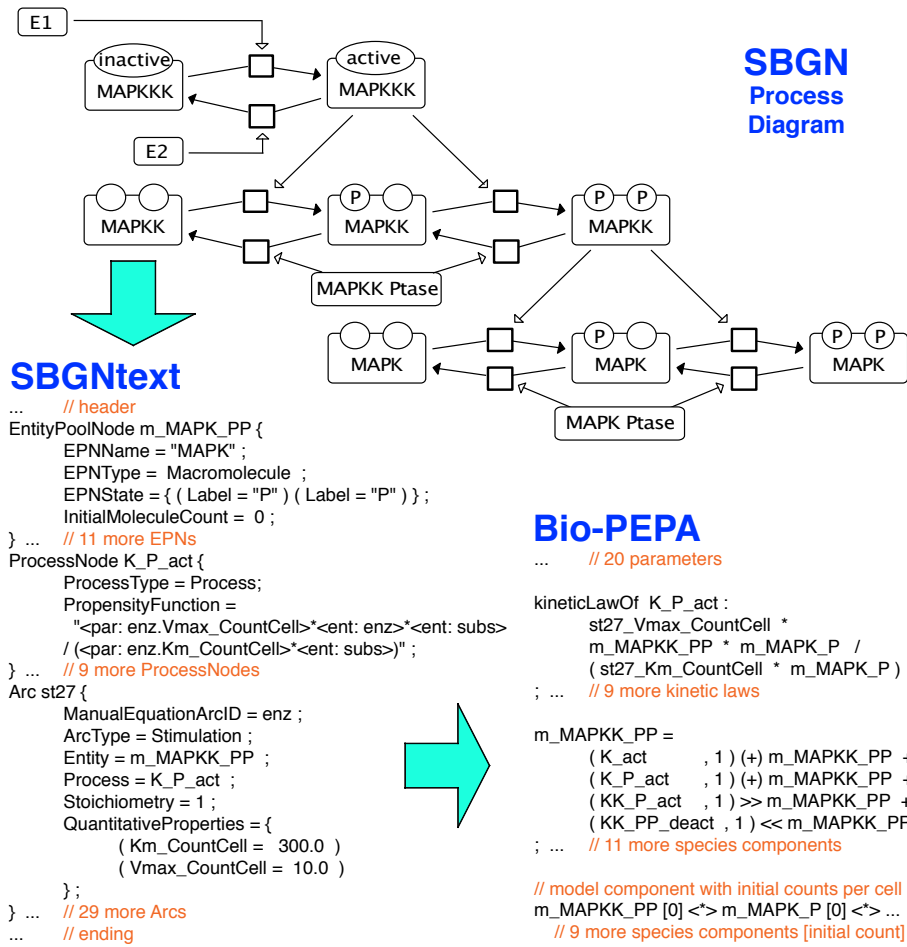 E1
inactive
MAPKKK
active
MAPKKK
SBGN
Process
Diagram
E2
MAPKK
P
MAPKK
P P
MAPKK
MAPKK Ptase
MAPK
P
MAPK
P P
MAPK
MAPK Ptase
SBGNtext
... // header
EntityPoolNode m_MAPK_PP {
EPNName = "MAPK" ;
EPNType = Macromolecule ;
EPNState = { ( Label = "P" ) ( Label = "P" ) } ;
InitialMoleculeCount = 0 ;
} ... // 11 more EPNs
ProcessNode K_P_act {
ProcessType = Process;
PropensityFunction =
"<par: enz.Vmax_CountCell>*<ent: enz>*<ent: subs>
/ (<par: enz.Km_CountCell>*<ent: subs>)" ;
} ... // 9 more ProcessNodes
Arc st27 {
ManualEquationArcID = enz ;
ArcType = Stimulation ;
Entity = m_MAPKK_PP ;
Process = K_P_act ;
Stoichiometry = 1 ;
QuantitativeProperties = {
( Km_CountCell = 300.0 )
( Vmax_CountCell = 10.0 )
} ;
} ... // 29 more Arcs
... // ending
Bio-PEPA
... // 20 parameters
kineticLawOf K_P_act :
st27_Vmax_CountCell *
m_MAPKK_PP * m_MAPK_P /
( st27_Km_CountCell * m_MAPK_P )
; ... // 9 more kinetic laws
m_MAPKK_PP =
( K_act , 1 ) (+) m_MAPKK_PP +
( K_P_act , 1 ) (+) m_MAPKK_PP +
( KK_P_act , 1 ) >> m_MAPKK_PP +
( KK_PP_deact , 1 ) << m_MAPKK_PP
; ... // 11 more species components
// model component with initial counts per cell
m_MAPKK_PP [0] <*> m_MAPK_P [0] <*> ...
// 9 more species components [initial count]